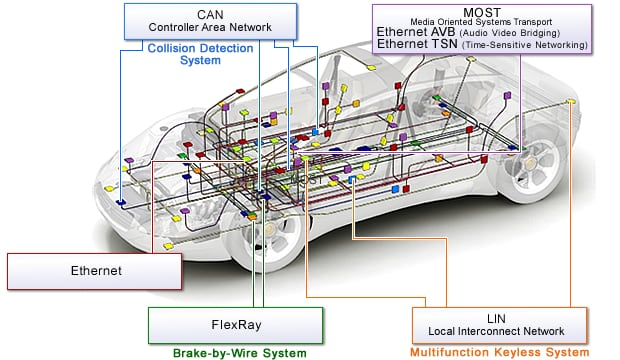 CAN
Controller Area Network
Collision Detection
System
MOST
Media Oriented Systems Transport
Ethernet AVB (Audio Video Bridging)
Ethernet TSN (Time-Sensitive Networking)
Ethernet
FlexRay
Brake-by-Wire System
LIN
Local Interconnect Network
Multifunction Keyless System